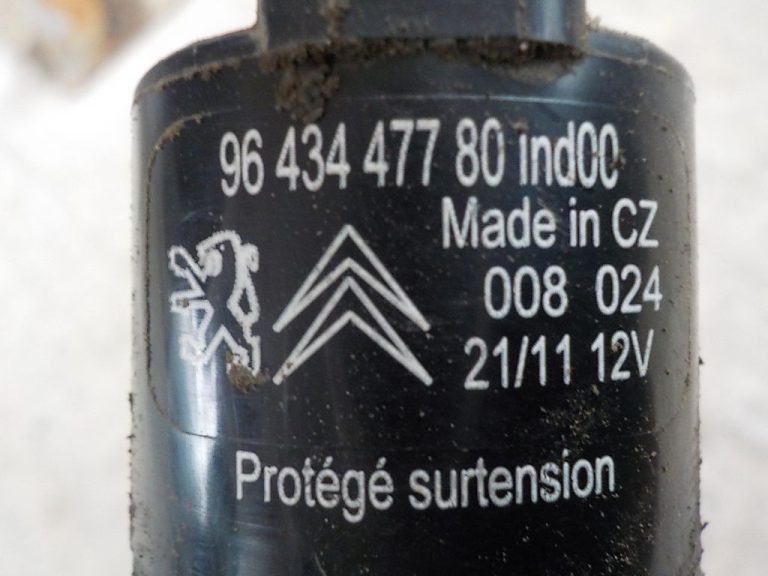 96 434 477 80 ind00
Made in CZ
008 024
21/11 12V
Protégé surtension